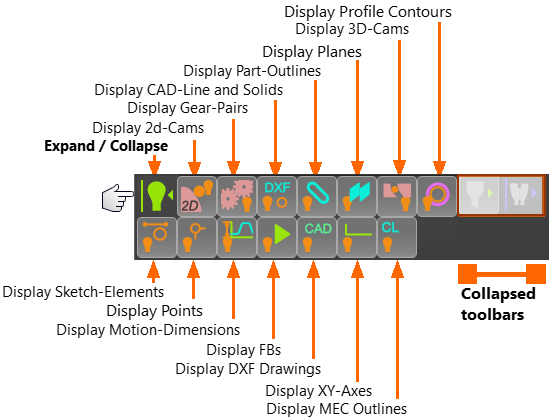 Display Profile Contours
Display 3D-Cams
Display Planes
Display Part-Outlines
Display CAD-Line and Solids
Display Gear-Pairs
Display 2d-Cams
Expand / Collapse
2D
DXF
CAD
CL
Collapsed
toolbars
Display Sketch-Elements
Display Points
Display Motion-Dimensions
Display FBs
Display DXF Drawings
Display XY-Axes
Display MEC Outlines